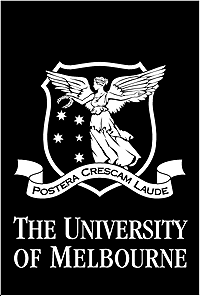 POSTERA CRESCAM LAUDE
THE UNIVERSITY
OF MELBOURNE